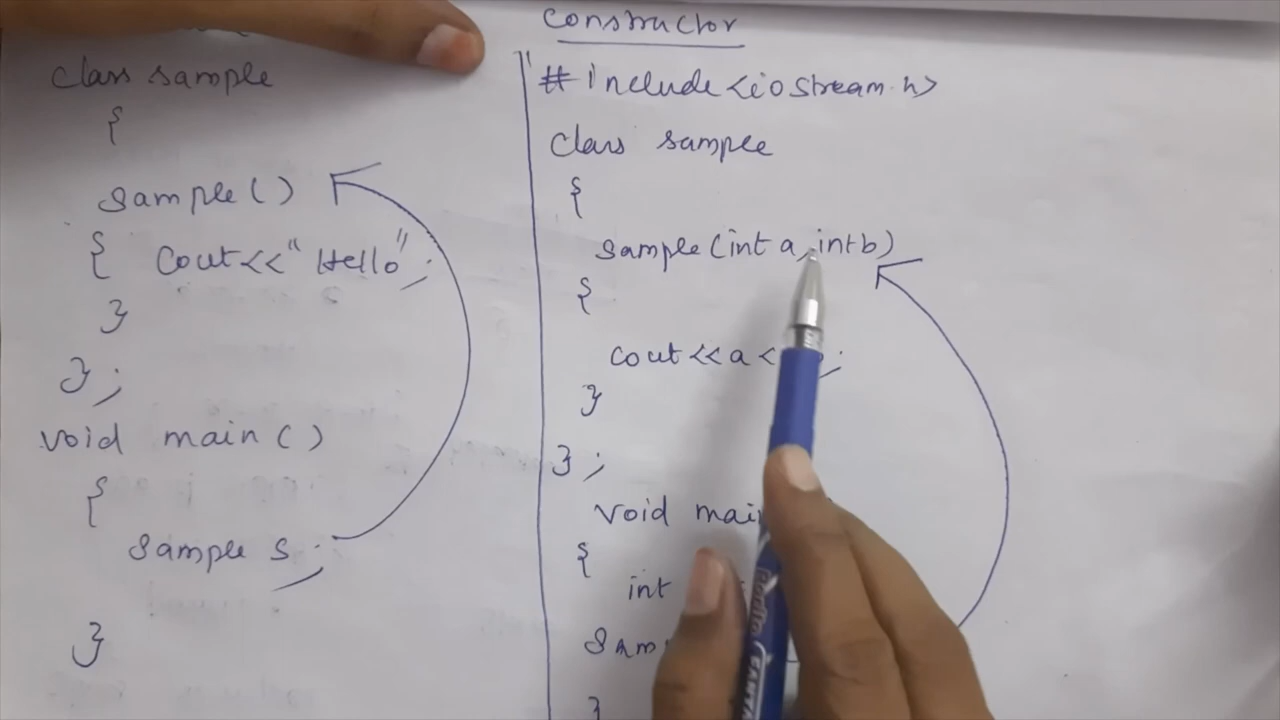 Constructor
class sample
{
sample()
{ Cout<<"Hello";
}
};
void main()
{
sample s;
}
#include<iostream.h>
class sample
{
sample(int a, int b)
{
cout<<a<
;
}
};
void main
{
int
}